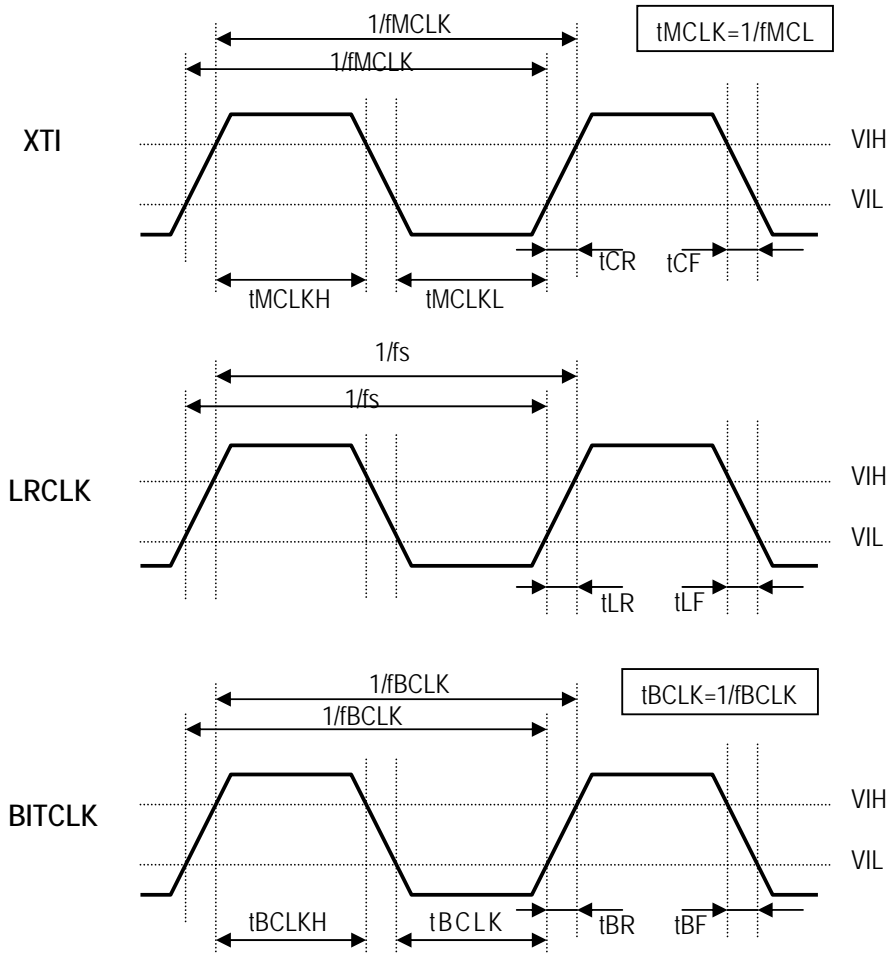 1/fMCLK
tMCLK=1/fMCL
1/fMCLK
XTI
VIH
VIL
tCR
tCF
tMCLKH
tMCLKL
1/fs
1/fs
LRCLK
VIH
VIL
tLR
tLF
1/fBCLK
tBCLK=1/fBCLK
1/fBCLK
BITCLK
VIH
VIL
tBCLKH
tBCLK
tBR
tBF